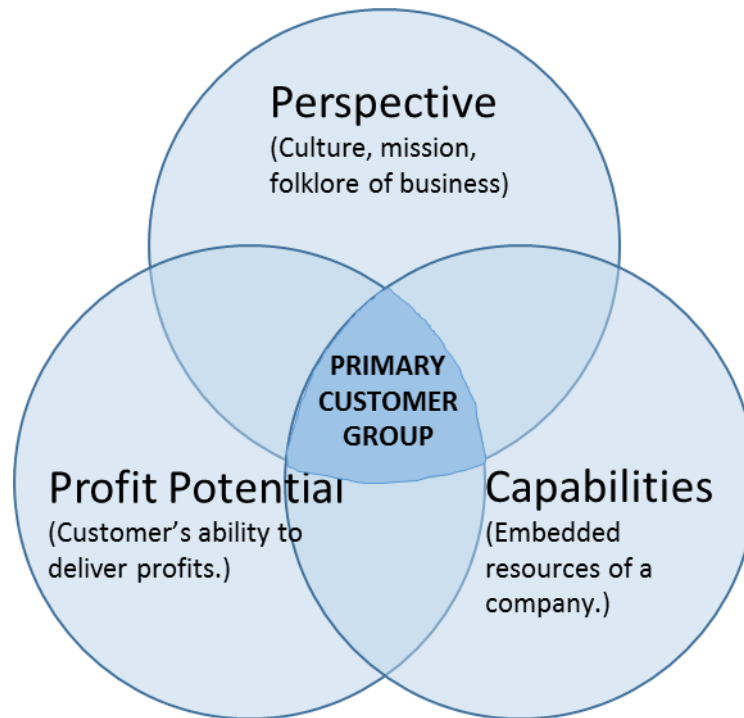 Perspective
(Culture, mission,
folklore of business)
PRIMARY
CUSTOMER
GROUP
Profit Potential
(Customer’s ability to
deliver profits.)
Capabilities
(Embedded
resources of a
company.)